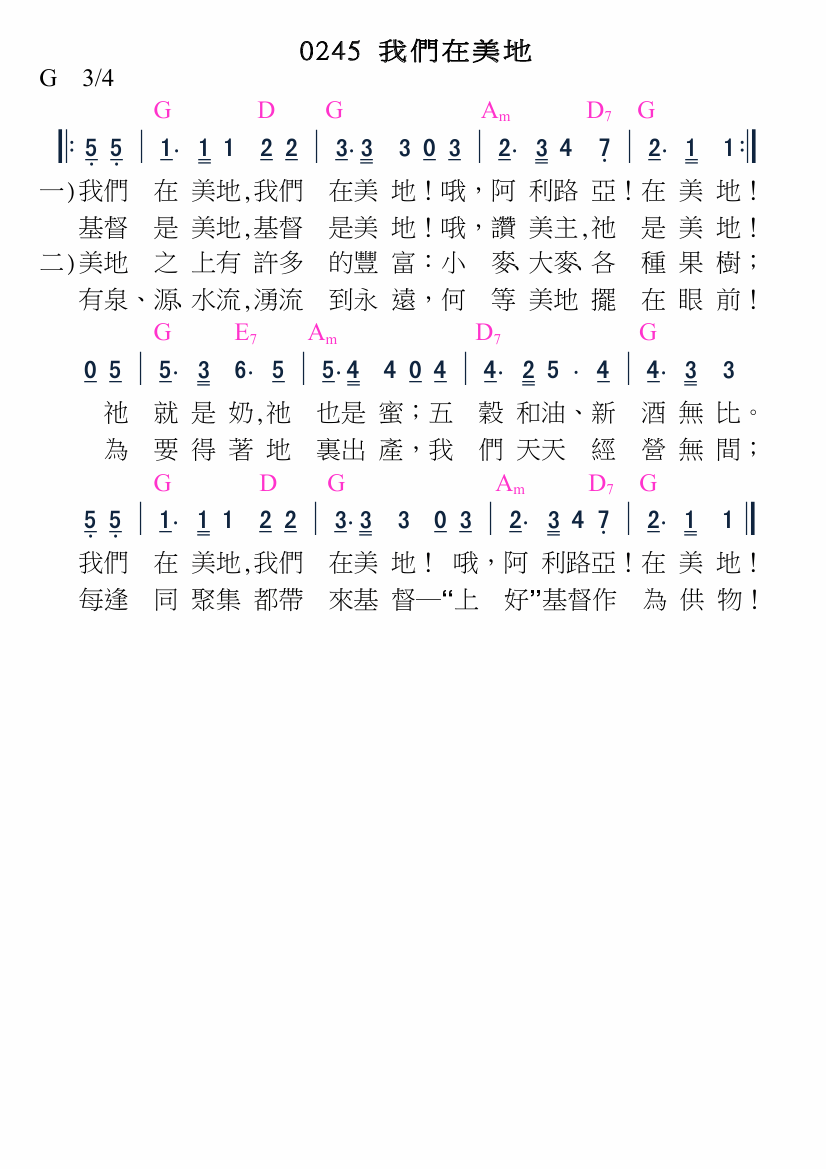 0245 我們在美地
G 3/4
G D G Am D7 G
‖: 5 5 | 1. 1 1 2 2 | 3. 3 3 0 3 | 2. 3 4 7 | 2. 1 1 :‖
一)我們 在 美地,我們 在美 地！哦，阿 利路 亞！在 美 地！
基督 是 美地,基督 是美 地！哦，讚 美主,祂 是 美 地！
二)美地 之 上有 許多 的豐 富：小 麥、大麥、各 種 果 樹；
有泉、源、水流,湧流 到永 遠，何 等 美地 擺 在 眼 前！
G E7 Am D7 G
0 5 | 5. 3 6. 5 | 5. 4 4 0 4 | 4. 2 5 . 4 | 4. 3 3
祂 就 是 奶,祂 也是 蜜；五 穀 和油、新 酒 無 比。
為 要 得 著 地 裏出 產，我 們 天天 經 營 無 間；
G D G Am D7 G
5 5 | 1. 1 1 2 2 | 3. 3 3 0 3 | 2. 3 4 7 | 2. 1 1 ‖
我們 在 美地,我們 在美 地！ 哦，阿 利路亞！在 美 地！
每逢 同 聚集 都帶 來基 督—“上 好”基督作 為 供 物！